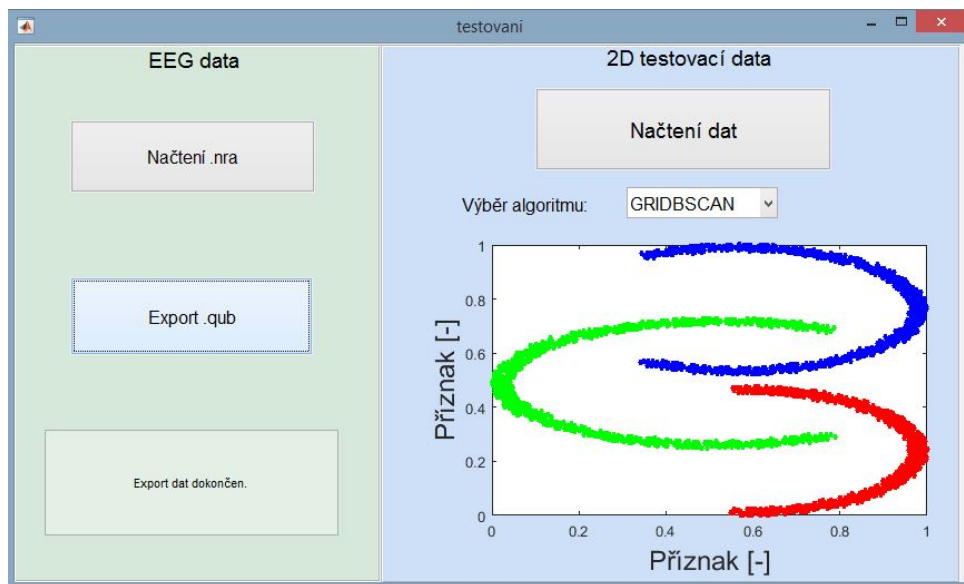 testovani
EEG data
Načtení .nra
Export .qub
Export dat dokončen.
2D testovací data
Načtení dat
Výběr algoritmu: GRIDBSCAN
Příznak [-]
1
0.8
0.6
0.4
0.2
0
0 0.2 0.4 0.6 0.8 1
Příznak [-]